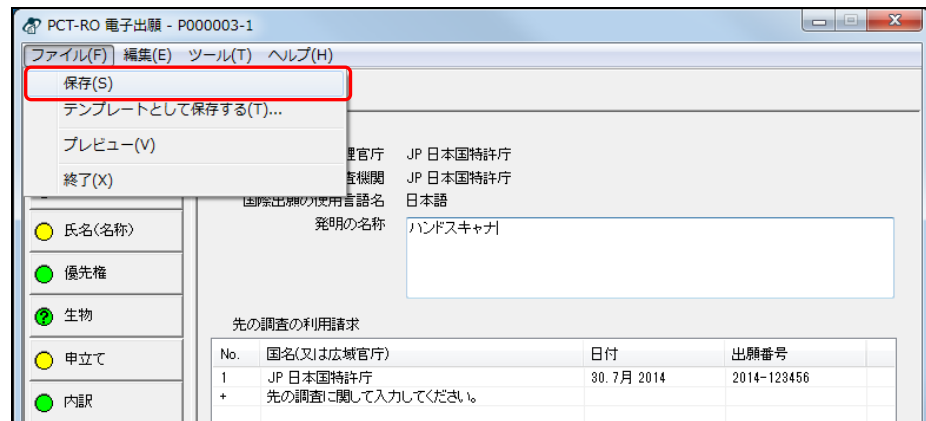 PCT-RO 電子出願 - P000003-1
ファイル(F) 編集(E) ツール(T) ヘルプ(H)
保存(S)
テンプレートとして保存する(T)...
プレビュー(V)
終了(X)
理官庁 JP 日本国特許庁
査機関 JP 日本国特許庁
国際出願の使用言語名 日本語
発明の名称 ハンドスキャナ
氏名(名称)
優先権
生物
申立て
内訳
先の調査の利用請求
No. 国名(又は広域官庁) 日付 出願番号
1 JP 日本国特許庁 30. 7月 2014 2014-123456
+ 先の調査に関して入力してください。